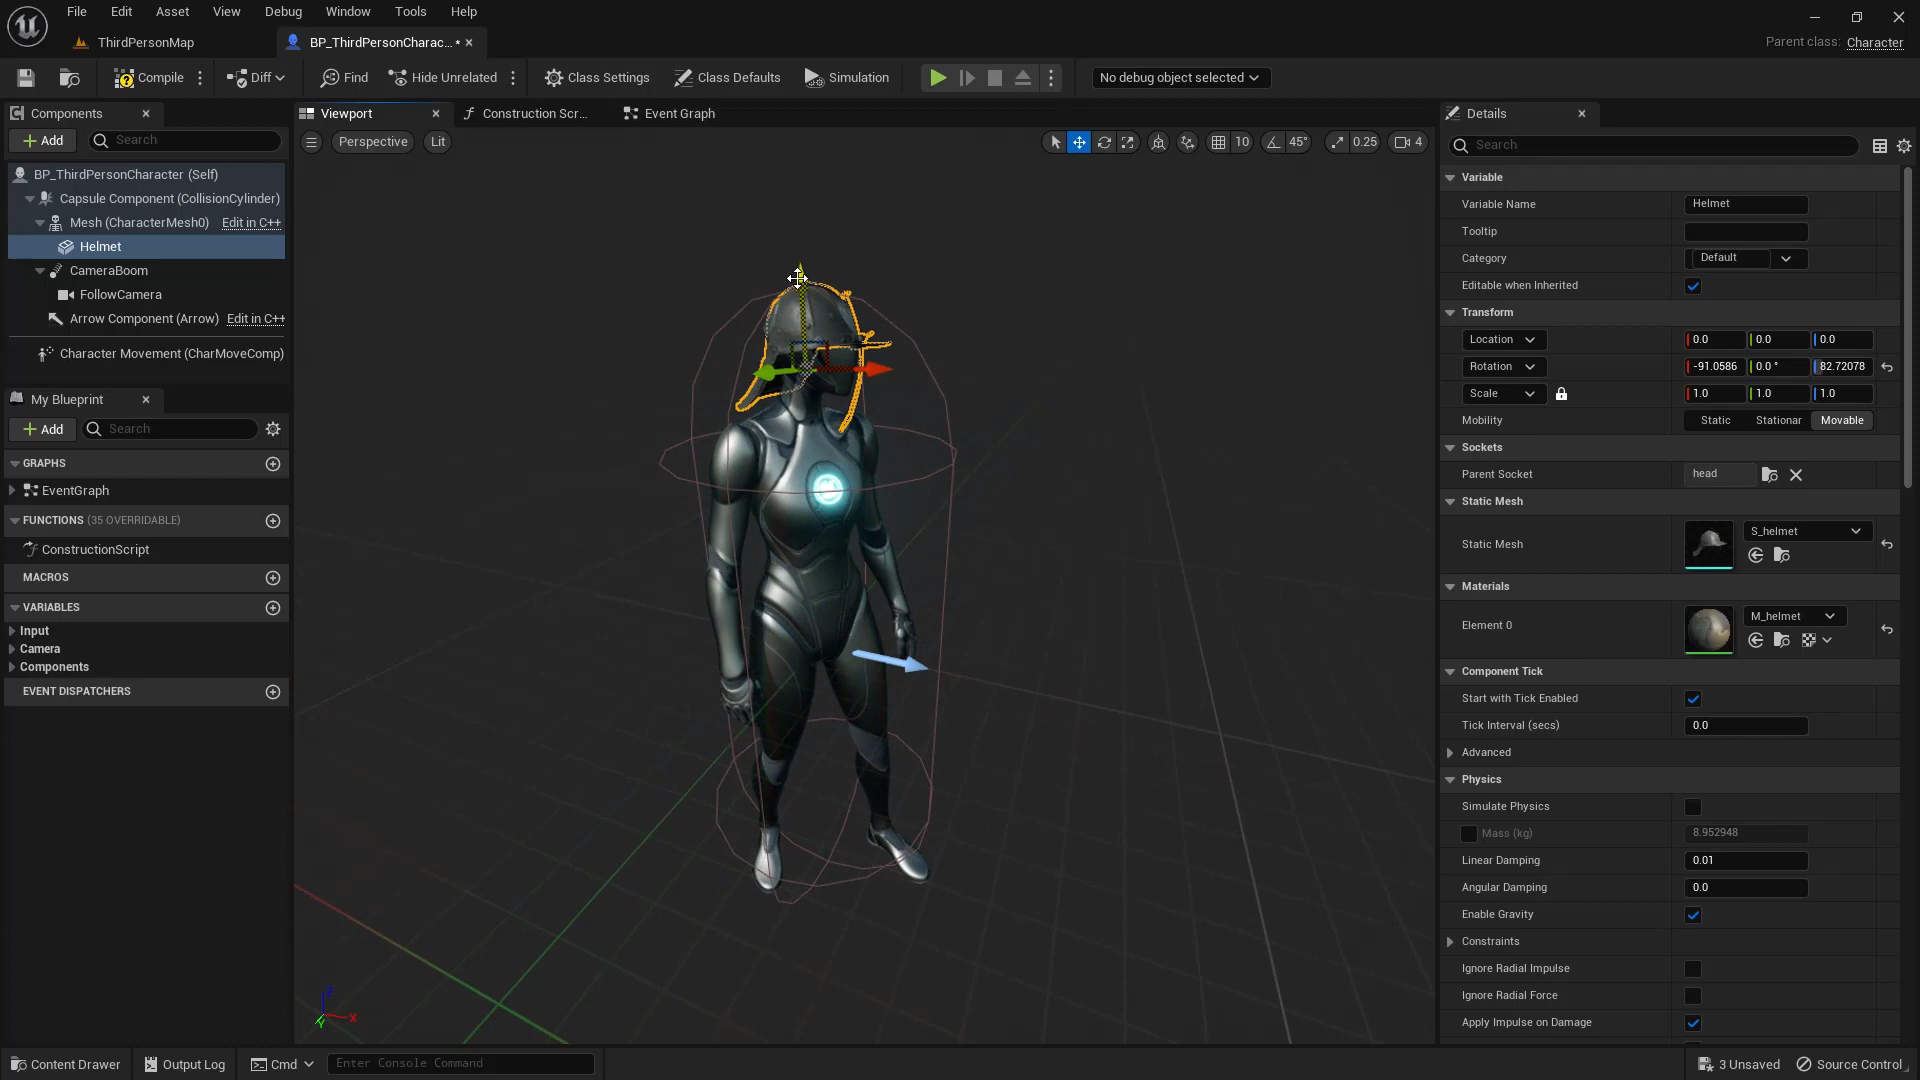 File Edit Asset View Debug Window Tools Help
ThirdPersonMap
BP_ThirdPersonCharac... •
Parent class: Character
Compile
Diff
Find
Hide Unrelated
Class Settings
Class Defaults
Simulation
No debug object selected
Components
Add
Search
BP_ThirdPersonCharacter (Self)
Capsule Component (CollisionCylinder)
Mesh (CharacterMesh0) Edit in C++
Helmet
CameraBoom
FollowCamera
Arrow Component (Arrow) Edit in C++
Character Movement (CharMoveComp)
My Blueprint
Add
Search
GRAPHS
EventGraph
FUNCTIONS (35 OVERRIDABLE)
ConstructionScript
MACROS
VARIABLES
Input
Camera
Components
EVENT DISPATCHERS
Viewport
Construction Scr...
Event Graph
Perspective
Lit
10
45°
0.25
4
Z
X
Y
Details
Search
Variable
Variable Name Helmet
Tooltip
Category Default
Editable when Inherited
Transform
Location 0.0 0.0 0.0
Rotation -91.0586 0.0 ° 82.72078
Scale 1.0 1.0 1.0
Mobility Static Stationar Movable
Sockets
Parent Socket head
Static Mesh
Static Mesh S_helmet
Materials
Element 0 M_helmet
Component Tick
Start with Tick Enabled
Tick Interval (secs) 0.0
Advanced
Physics
Simulate Physics
Mass (kg) 8.952948
Linear Damping 0.01
Angular Damping 0.0
Enable Gravity
Constraints
Ignore Radial Impulse
Ignore Radial Force
Apply Impulse on Damage
Content Drawer
Output Log
Cmd
Enter Console Command
3 Unsaved
Source Control